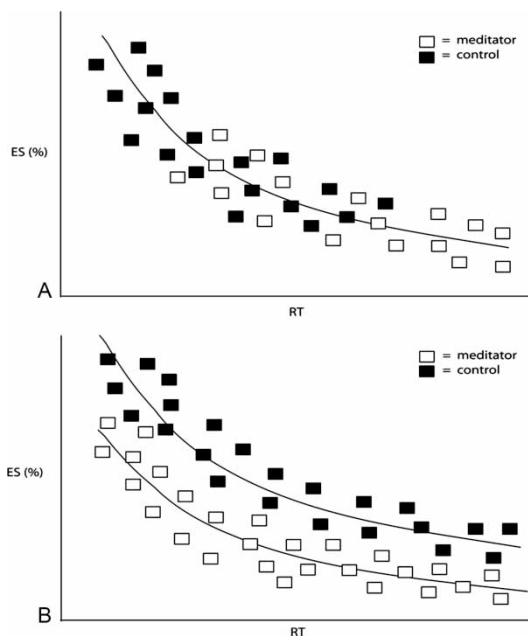 = meditator
= control
ES (%)
A
RT
= meditator
= control
ES (%)
B
RT